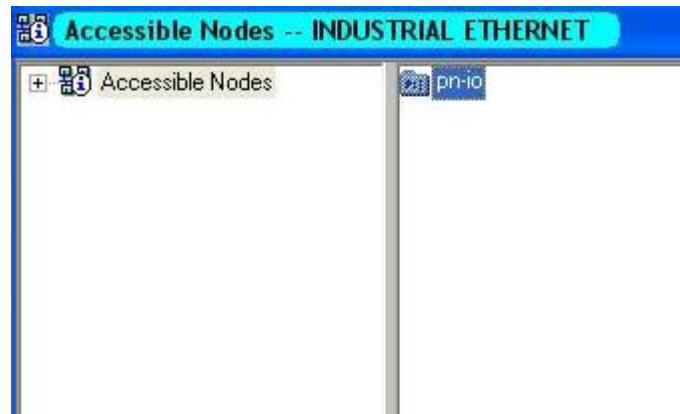 Accessible Nodes -- INDUSTRIAL ETHERNET
Accessible Nodes
pn-io